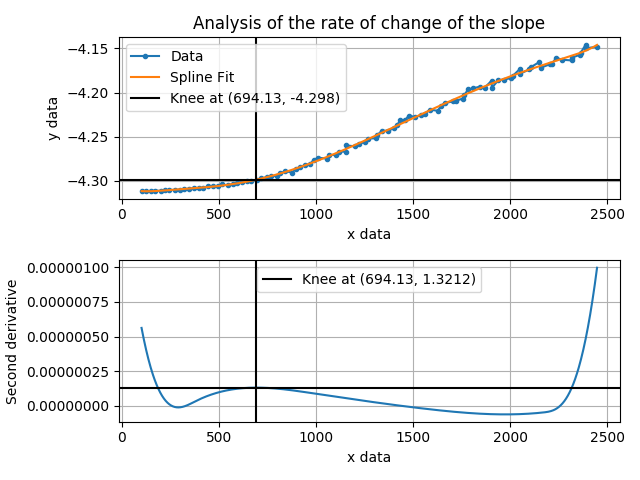 Analysis of the rate of change of the slope
−4.15
−4.20
−4.25
−4.30
y data
Data
Spline Fit
Knee at (694.13, -4.298)
0
500
1000
1500
2000
2500
x data
0.00000100
0.00000075
0.00000050
0.00000025
0.00000000
Second derivative
Knee at (694.13, 1.3212)
0
500
1000
1500
2000
2500
x data